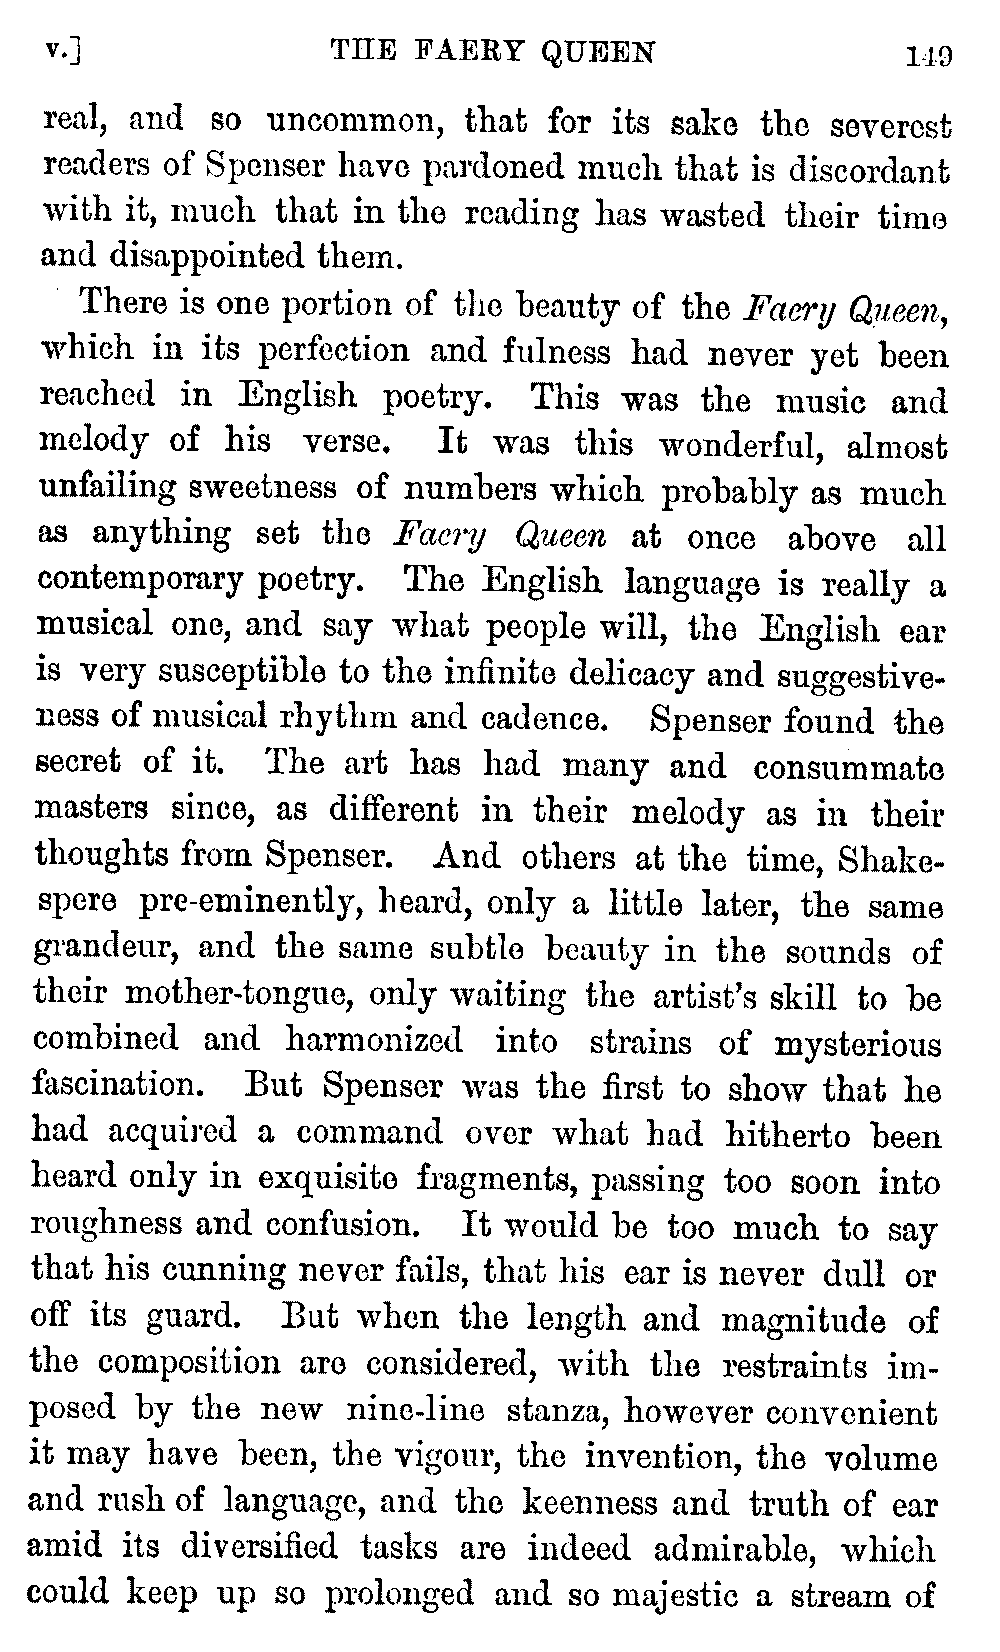 v.] THE FAERY QUEEN 149
real, and so uncommon, that for its sake the severest
readers of Spenser have pardoned much that is discordant
with it, much that in the reading has wasted their time
and disappointed them.
There is one portion of the beauty of the Faery Queen,
which in its perfection and fulness had never yet been
reached in English poetry. This was the music and
melody of his verse. It was this wonderful, almost
unfailing sweetness of numbers which probably as much
as anything set the Faery Queen at once above all
contemporary poetry. The English language is really a
musical one, and say what people will, the English ear
is very susceptible to the infinite delicacy and suggestive-
ness of musical rhythm and cadence. Spenser found the
secret of it. The art has had many and consummate
masters since, as different in their melody as in their
thoughts from Spenser. And others at the time, Shake-
spere pre-eminently, heard, only a little later, the same
grandeur, and the same subtle beauty in the sounds of
their mother-tongue, only waiting the artist's skill to be
combined and harmonized into strains of mysterious
fascination. But Spenser was the first to show that he
had acquired a command over what had hitherto been
heard only in exquisite fragments, passing too soon into
roughness and confusion. It would be too much to say
that his cunning never fails, that his ear is never dull or
off its guard. But when the length and magnitude of
the composition are considered, with the restraints im-
posed by the new nine-line stanza, however convenient
it may have been, the vigour, the invention, the volume
and rush of language, and the keenness and truth of ear
amid its diversified tasks are indeed admirable, which
could keep up so prolonged and so majestic a stream of